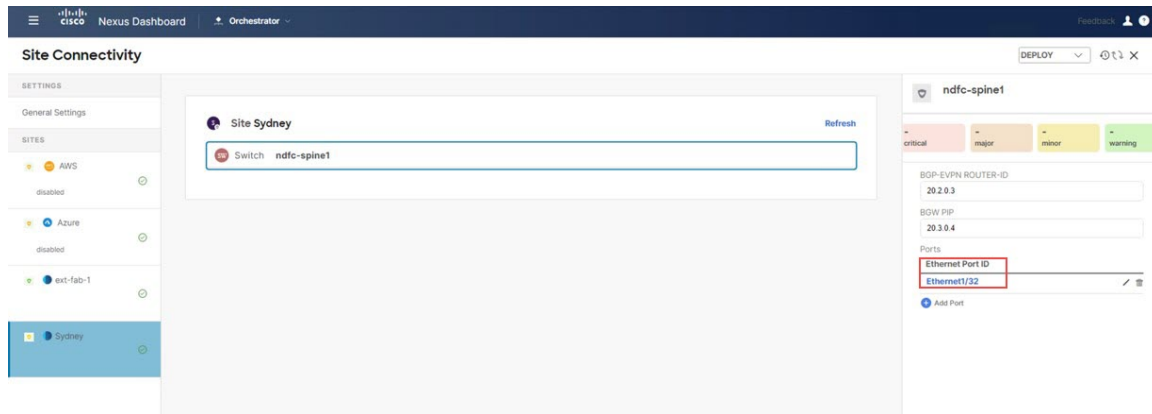 cisco Nexus Dashboard Orchestrator Feedback
Site Connectivity DEPLOY
SETTINGS
General Settings
SITES
AWS
disabled
Azure
disabled
ext-fab-1
Sydney
Site Sydney Refresh
SW Switch ndfc-spine1
ndfc-spine1
- - - -
critical major minor warning
BGP-EVPN ROUTER-ID
20.2.0.3
BGW PIP
20.3.0.4
Ports
Ethernet Port ID
Ethernet1/32
Add Port